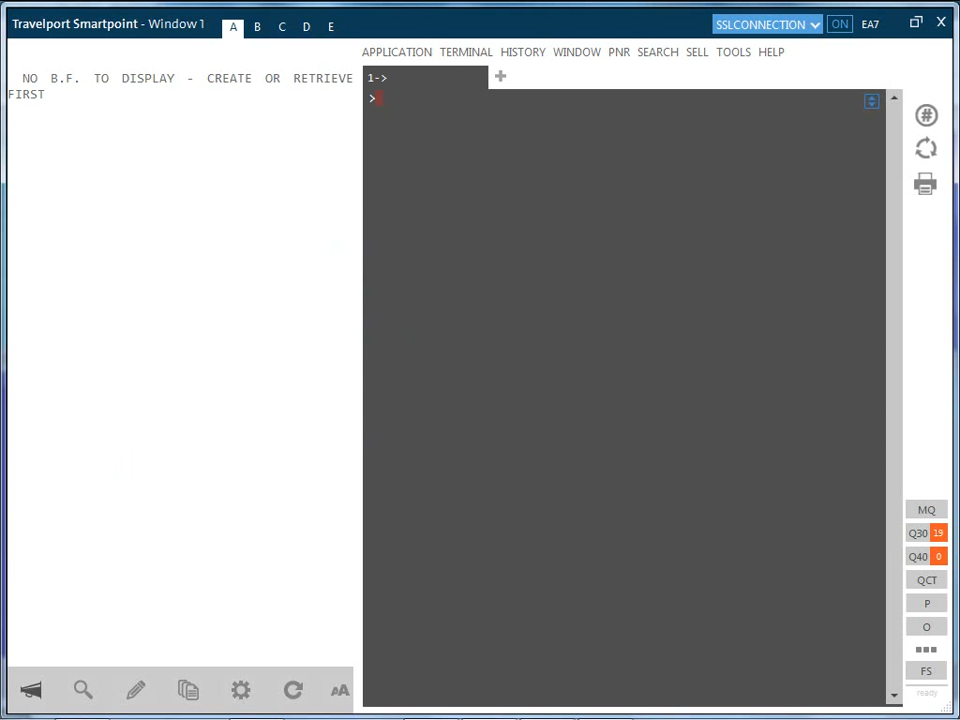 Travelport Smartpoint - Window 1
A B C D E
SSLCONNECTION ON EA7
APPLICATION TERMINAL HISTORY WINDOW PNR SEARCH SELL TOOLS HELP
NO B.F. TO DISPLAY - CREATE OR RETRIEVE
FIRST
1->
>
#
MQ
Q30 19
Q40 0
QCT
P
O
FS
ready
aA